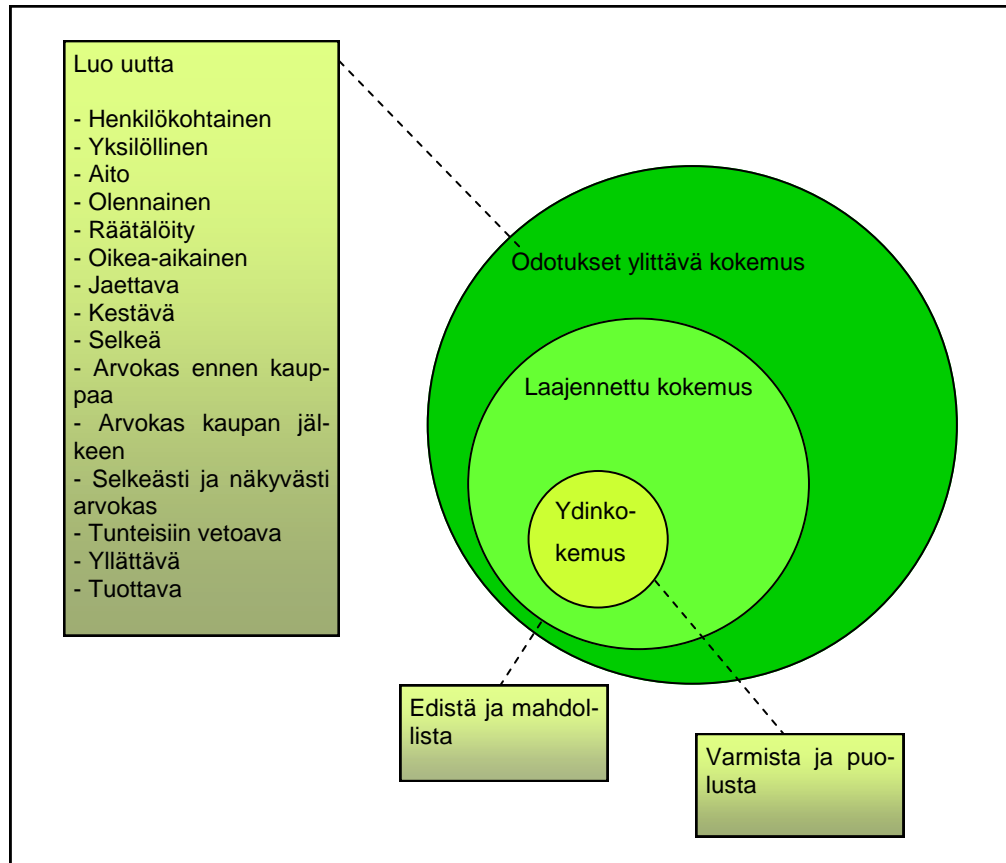 Luo uutta
- Henkilökohtainen
- Yksilöllinen
- Aito
- Olennainen
- Räätälöity
- Oikea-aikainen
- Jaettava
- Kestävä
- Selkeä
- Arvokas ennen kaup-
paa
- Arvokas kaupan jäl-
keen
- Selkeästi ja näkyvästi
arvokas
- Tunteisiin vetoava
- Yllättävä
- Tuottava
Odotukset ylittävä kokemus
Laajennettu kokemus
Ydinko-
kemus
Edistä ja mahdol-
lista
Varmista ja puo-
lusta